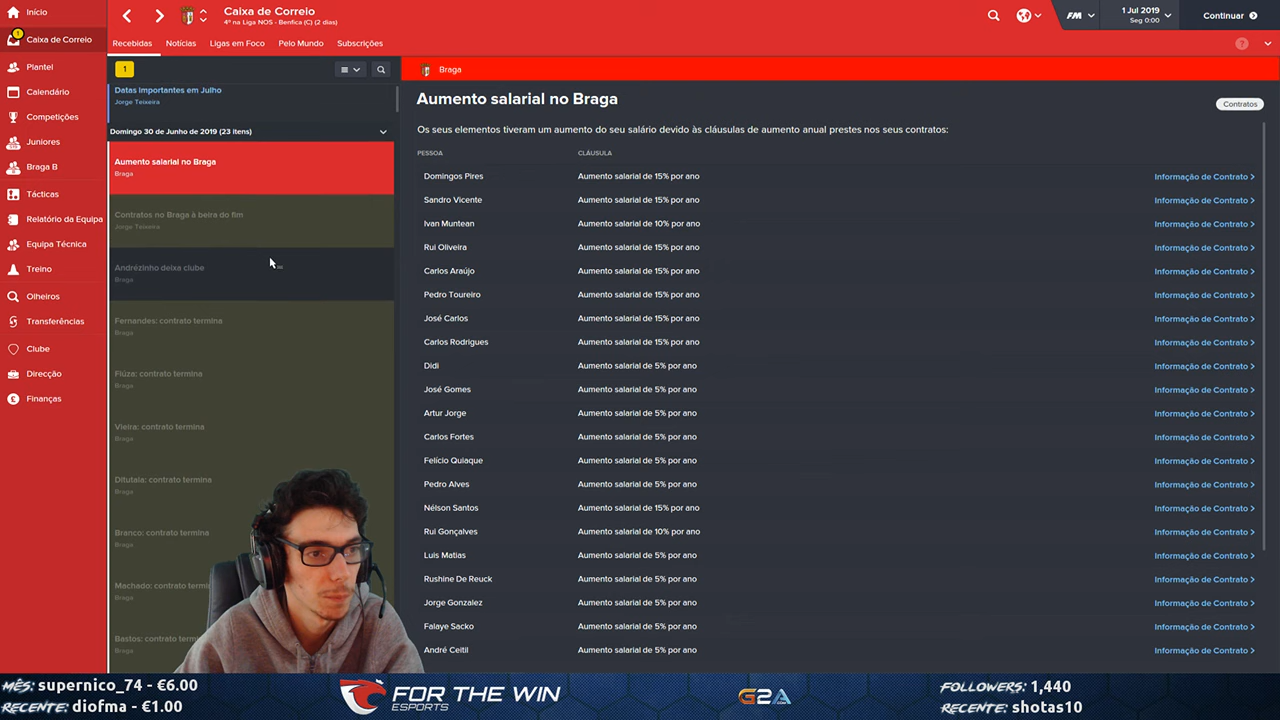 Início
Caixa de Correio
1
Plantel
Calendário
Competições
Juniores
Braga B
Tácticas
Relatório da Equipa
Equipa Técnica
Treino
Olheiros
Transferências
Clube
Direcção
Finanças
Caixa de Correio
4º na Liga NOS - Benfica (C) (2 dias)
FM
1 Jul 2019
Seg 0:00
Continuar
Recebidas
Notícias
Ligas em Foco
Pelo Mundo
Subscrições
?
1
Datas Importantes em Julho
Jorge Teixeira
Domingo 30 de Junho de 2019 (23 itens)
Aumento salarial no Braga
Braga
Contratos no Braga à beira do fim
Jorge Teixeira
Andrézinho deixa clube
Braga
Fernandes: contrato termina
Braga
Flúza: contrato termina
Braga
Vieira: contrato termina
Braga
Ditutala: contrato termina
Braga
Branco: contrato termina
Braga
Machado: contrato
Braga
Bastos: contrato
Braga
Braga
Aumento salarial no Braga
Contratos
Os seus elementos tiveram um aumento do seu salário devido às cláusulas de aumento anual prestes nos seus contratos:
PESSOA CLÁUSULA
Domingos Pires Aumento salarial de 15% por ano Informação de Contrato >
Sandro Vicente Aumento salarial de 15% por ano Informação de Contrato >
Ivan Muntean Aumento salarial de 10% por ano Informação de Contrato >
Rui Oliveira Aumento salarial de 15% por ano Informação de Contrato >
Carlos Araújo Aumento salarial de 15% por ano Informação de Contrato >
Pedro Toureiro Aumento salarial de 15% por ano Informação de Contrato >
José Carlos Aumento salarial de 15% por ano Informação de Contrato >
Carlos Rodrigues Aumento salarial de 15% por ano Informação de Contrato >
Didi Aumento salarial de 5% por ano Informação de Contrato >
José Gomes Aumento salarial de 5% por ano Informação de Contrato >
Artur Jorge Aumento salarial de 5% por ano Informação de Contrato >
Carlos Fortes Aumento salarial de 5% por ano Informação de Contrato >
Felício Quiaque Aumento salarial de 5% por ano Informação de Contrato >
Pedro Alves Aumento salarial de 5% por ano Informação de Contrato >
Nélson Santos Aumento salarial de 15% por ano Informação de Contrato >
Rui Gonçalves Aumento salarial de 10% por ano Informação de Contrato >
Luis Matias Aumento salarial de 5% por ano Informação de Contrato >
Rushine De Reuck Aumento salarial de 5% por ano Informação de Contrato >
Jorge Gonzalez Aumento salarial de 5% por ano Informação de Contrato >
Falaye Sacko Aumento salarial de 5% por ano Informação de Contrato >
André Ceitil Aumento salarial de 5% por ano Informação de Contrato >
MÊS: supernico_74 - €6.00
RECENTE: diofma - €1.00
FOR THE WIN
ESPORTS
G2A.COM
FOLLOWERS: 1,440
RECENTE: shotas10